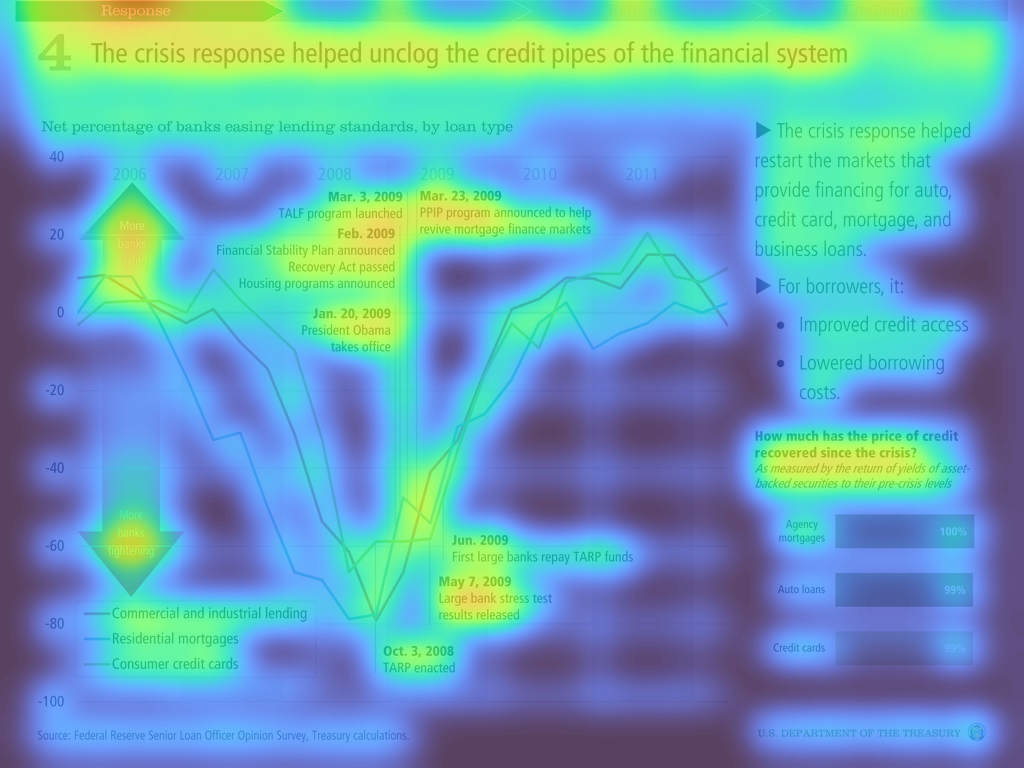 Response
4 The crisis response helped unclog the credit pipes of the financial system
Net percentage of banks easing lending standards, by loan type
40
20
0
-20
-40
-60
-80
-100
2006 2007 2008 2009 2010 2011
More
banks
More
banks
tightening
Mar. 3, 2009
TALF program launched
Feb. 2009
Financial Stability Plan announced
Recovery Act passed
Housing programs announced
Jan. 20, 2009
President Obama
takes office
Mar. 23, 2009
PPIP program announced to help
revive mortgage finance markets
Jun. 2009
First large banks repay TARP funds
May 7, 2009
Large bank stress test
results released
Oct. 3, 2008
TARP enacted
Commercial and industrial lending
Residential mortgages
Consumer credit cards
Source: Federal Reserve Senior Loan Officer Opinion Survey, Treasury calculations.
▶ The crisis response helped
restart the markets that
provide financing for auto,
credit card, mortgage, and
business loans.
▶ For borrowers, it:
• Improved credit access
• Lowered borrowing
costs.
How much has the price of credit
recovered since the crisis?
As measured by the return of yields of asset-
backed securities to their pre-crisis levels
Agency
mortgages
100%
Auto loans
99%
Credit cards
99%
U.S. DEPARTMENT OF THE TREASURY